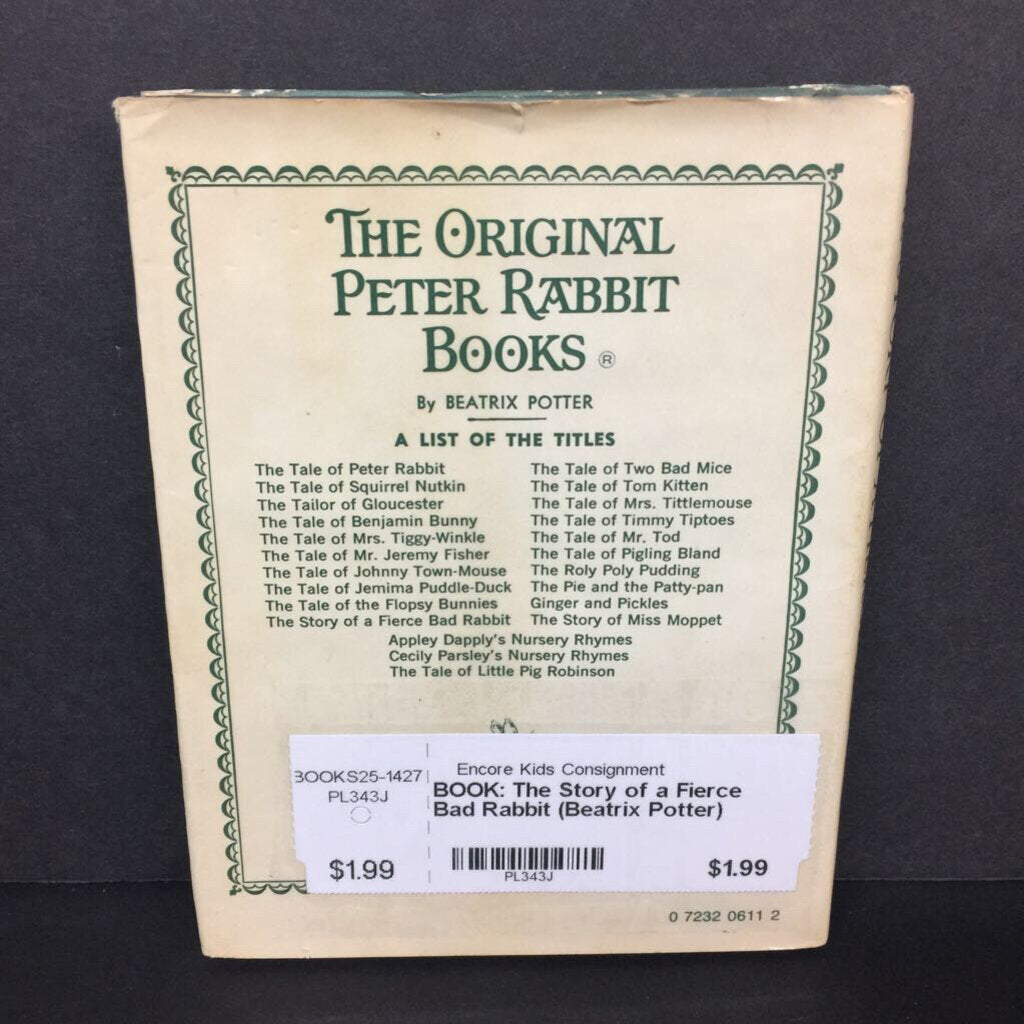 THE ORIGINAL
PETER RABBIT
BOOKS ®
By BEATRIX POTTER
A LIST OF THE TITLES
The Tale of Peter Rabbit
The Tale of Squirrel Nutkin
The Tailor of Gloucester
The Tale of Benjamin Bunny
The Tale of Mrs. Tiggy-Winkle
The Tale of Mr. Jeremy Fisher
The Tale of Johnny Town-Mouse
The Tale of Jemima Puddle-Duck
The Tale of the Flopsy Bunnies
The Story of a Fierce Bad Rabbit
The Tale of Two Bad Mice
The Tale of Tom Kitten
The Tale of Mrs. Tittlemouse
The Tale of Timmy Tiptoes
The Tale of Mr. Tod
The Tale of Pigling Bland
The Roly Poly Pudding
The Pie and the Patty-pan
Ginger and Pickles
The Story of Miss Moppet
Appley Dapply's Nursery Rhymes
Cecily Parsley's Nursery Rhymes
The Tale of Little Pig Robinson
BOOKS25-1427
PL343J
$1.99
Encore Kids Consignment
BOOK: The Story of a Fierce
Bad Rabbit (Beatrix Potter)
PL343J
$1.99
0 7232 0611 2